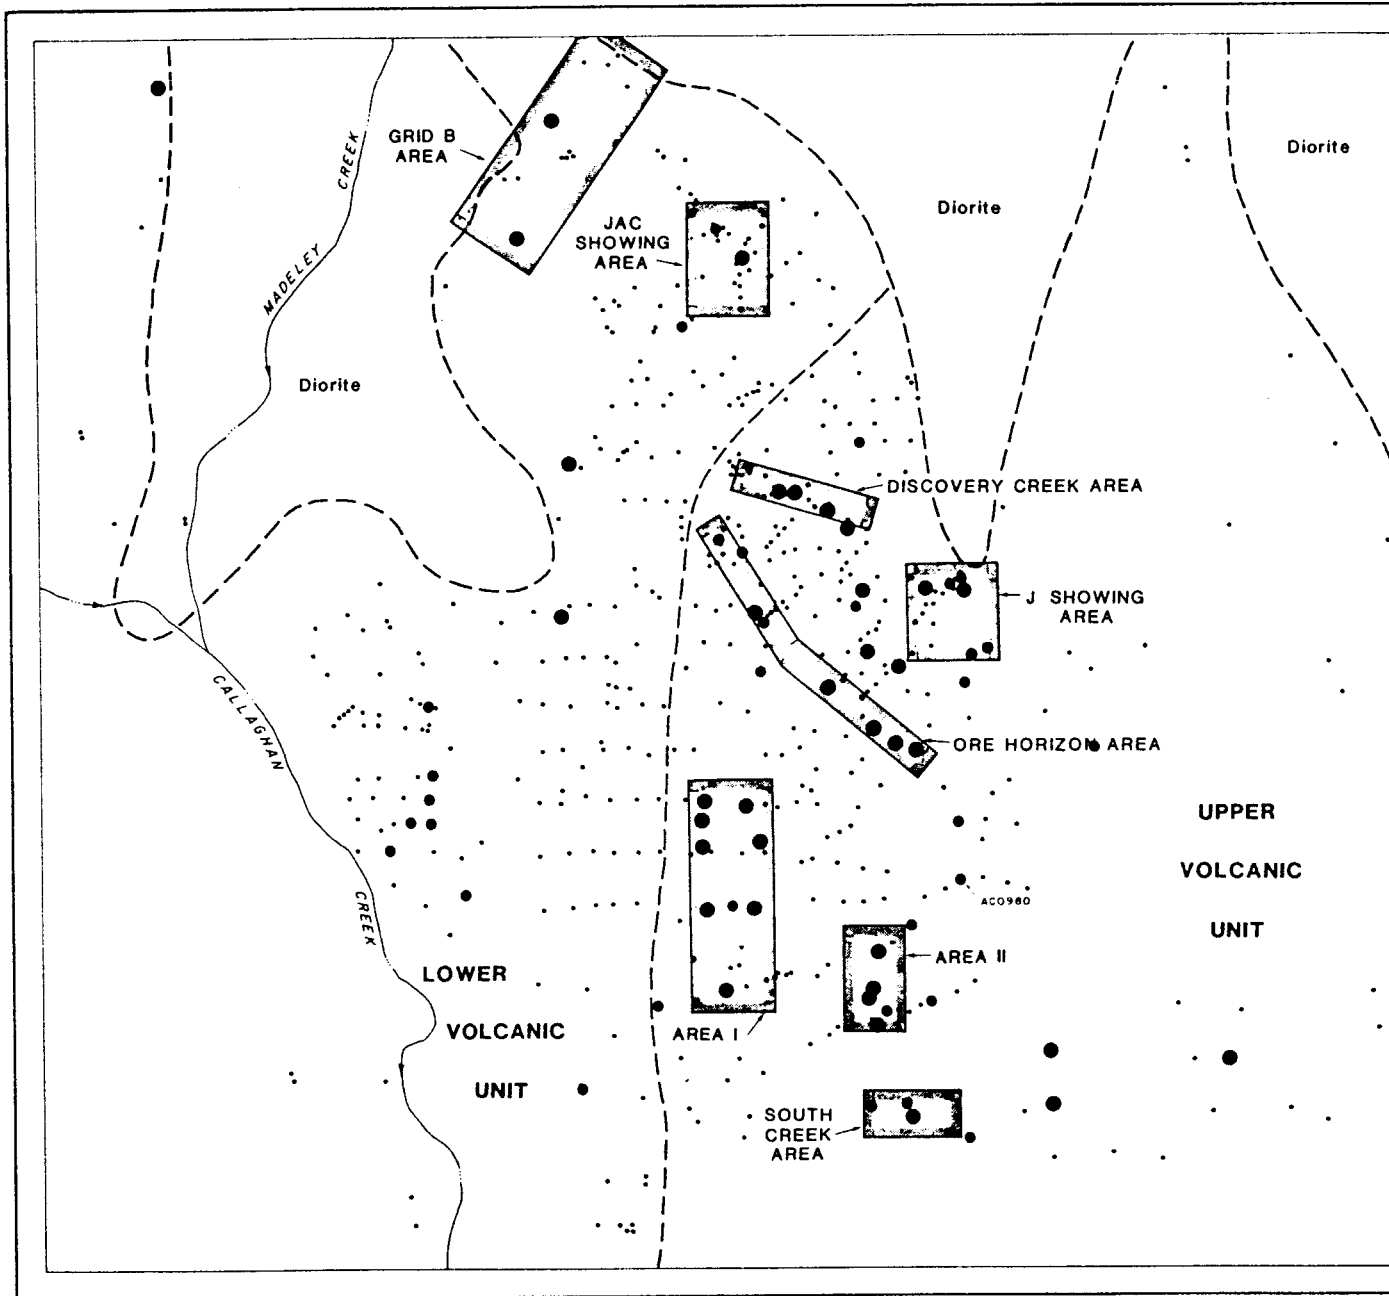 GRID B
AREA
CREEK
MADELEY
JAC
SHOWING
AREA
Diorite
Diorite
Diorite
DISCOVERY CREEK AREA
J SHOWING
AREA
CALLAGHAN
CREEK
ORE HORIZON AREA
UPPER
VOLCANIC
UNIT
AC0980
AREA II
LOWER
VOLCANIC
UNIT
AREA I
SOUTH
CREEK
AREA